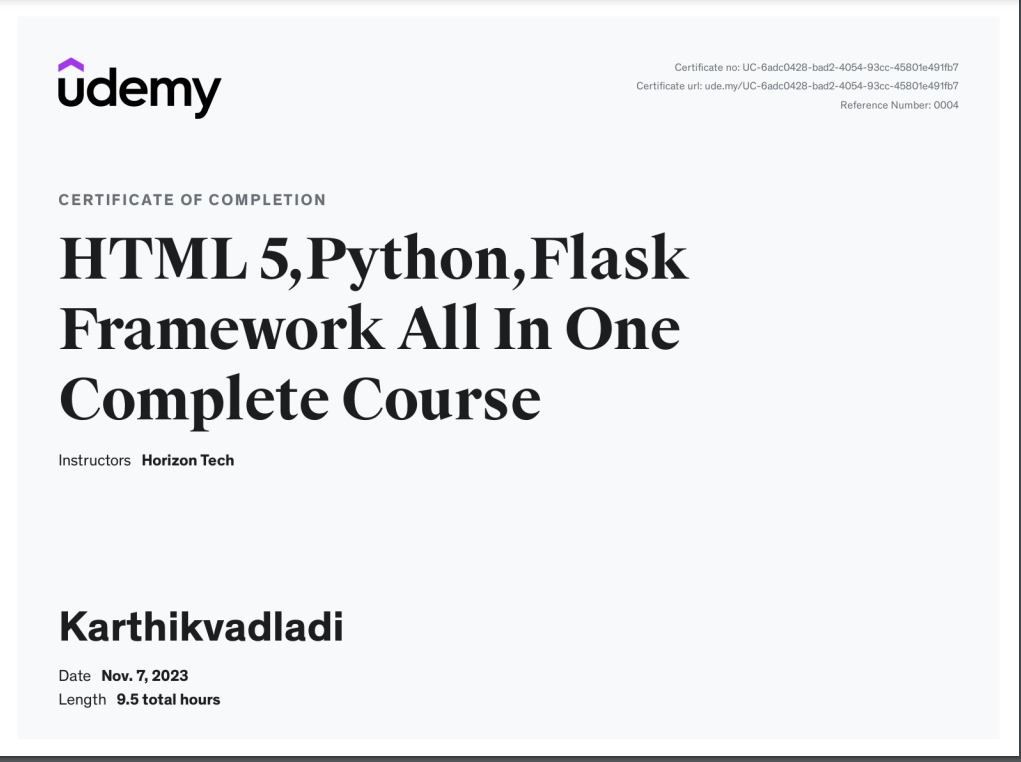 udemy
Certificate no: UC-6adc0428-bad2-4054-93cc-45801e491fb7
Certificate url: ude.my/UC-6adc0428-bad2-4054-93cc-45801e491fb7
Reference Number: 0004
CERTIFICATE OF COMPLETION
HTML 5,Python,Flask
Framework All In One
Complete Course
Instructors Horizon Tech
Karthikvadladi
Date Nov. 7, 2023
Length 9.5 total hours